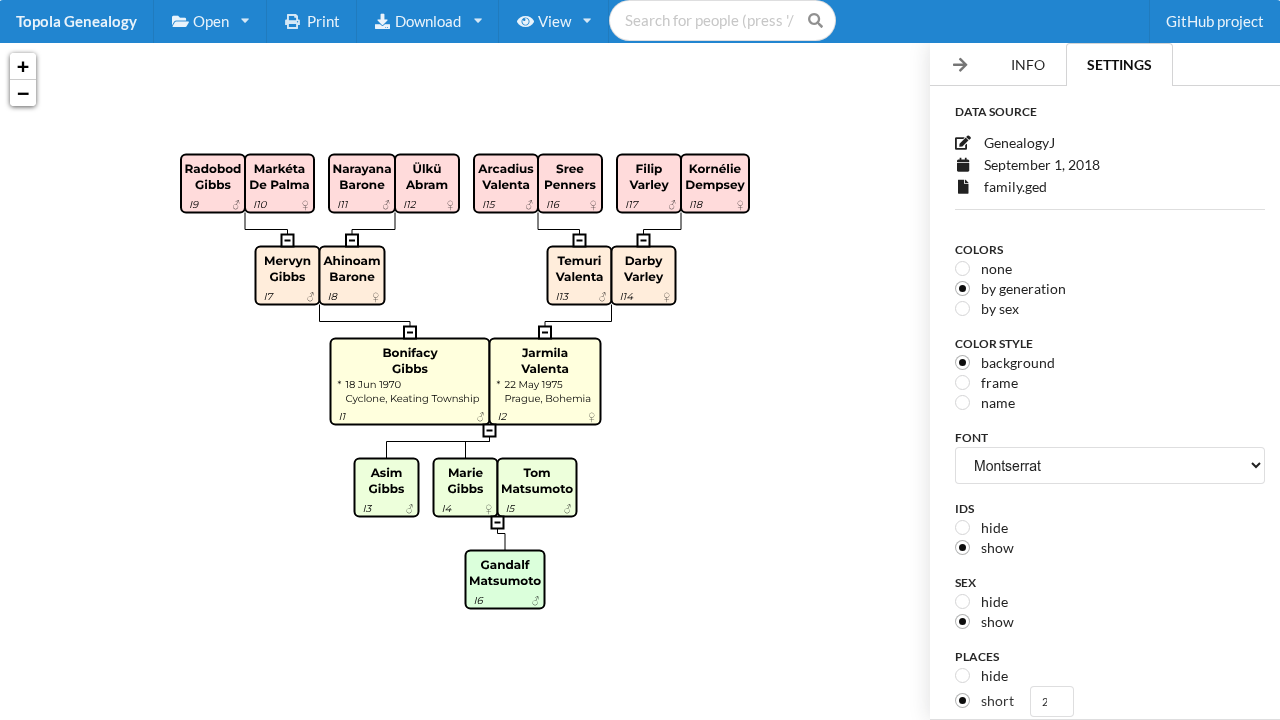 Topola Genealogy
Open
Print
Download
View
Search for people (press '/
GitHub project
+
−
Radobod Gibbs
I9 ♂
Markéta De Palma
I10 ♀
Narayana Barone
I11 ♂
Ülkü Abram
I12 ♀
Arcadius Valenta
I15 ♂
Sree Penners
I16 ♀
Filip Varley
I17 ♂
Kornélie Dempsey
I18 ♀
Mervyn Gibbs
I7 ♂
Ahinoam Barone
I8 ♀
Temuri Valenta
I13 ♂
Darby Varley
I14 ♀
Bonifacy Gibbs
* 18 Jun 1970
Cyclone, Keating Township
I1 ♂
Jarmila Valenta
* 22 May 1975
Prague, Bohemia
I2 ♀
Asim Gibbs
I3 ♂
Marie Gibbs
I4 ♀
Tom Matsumoto
I5 ♂
Gandalf Matsumoto
I6 ♂
INFO
SETTINGS
DATA SOURCE
GenealogyJ
September 1, 2018
family.ged
COLORS
none
by generation
by sex
COLOR STYLE
background
frame
name
FONT
Montserrat
IDS
hide
show
SEX
hide
show
PLACES
hide
short 2